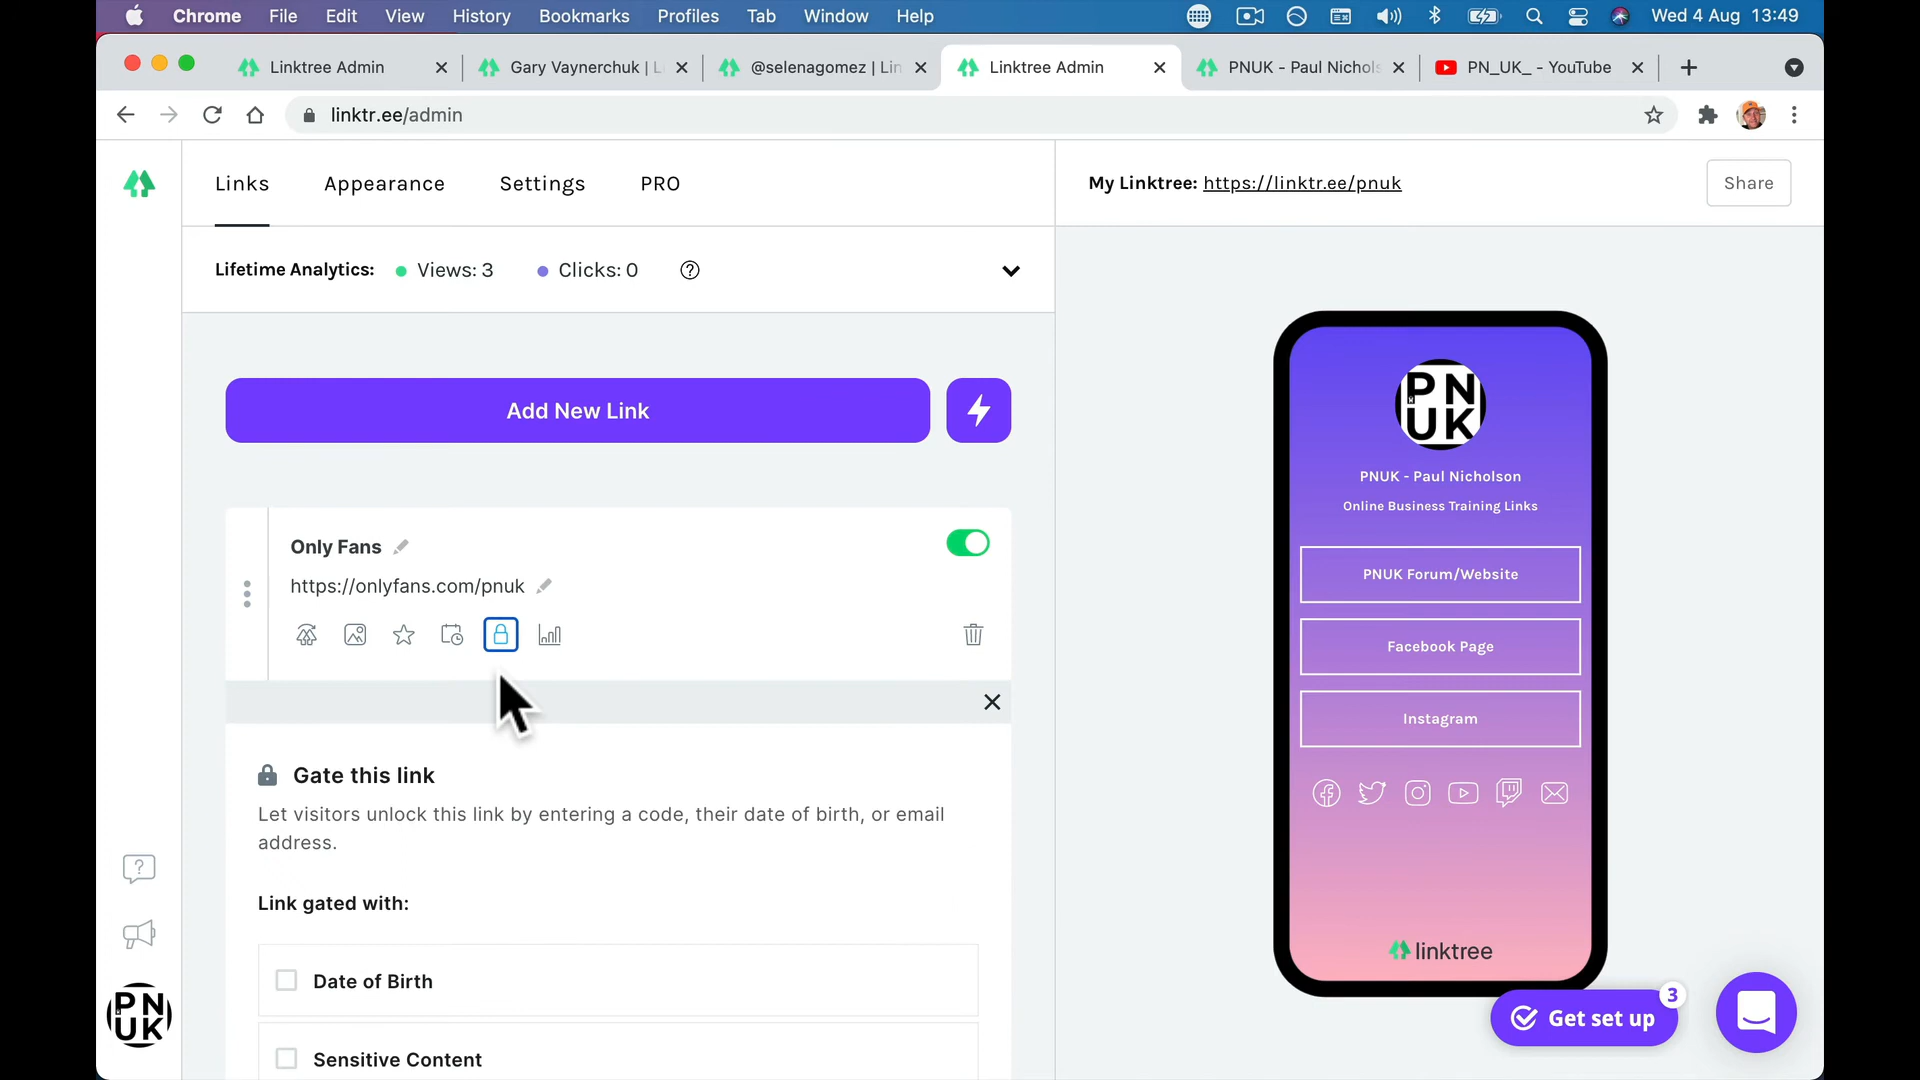 Chrome File Edit View History Bookmarks Profiles Tab Window Help Wed 4 Aug 13:49
Linktree Admin Gary Vaynerchuk | L @selenagomez | Lin Linktree Admin PNUK - Paul Nichols PN_UK_ - YouTube
linktr.ee/admin
Links Appearance Settings PRO
My Linktree: https://linktr.ee/pnuk Share
Lifetime Analytics: Views: 3 Clicks: 0
Add New Link
Only Fans
https://onlyfans.com/pnuk
Gate this link
Let visitors unlock this link by entering a code, their date of birth, or email
address.
Link gated with:
Date of Birth
Sensitive Content
PN
UK
PN
UK
PNUK - Paul Nicholson
Online Business Training Links
PNUK Forum/Website
Facebook Page
Instagram
linktree
Get set up 3